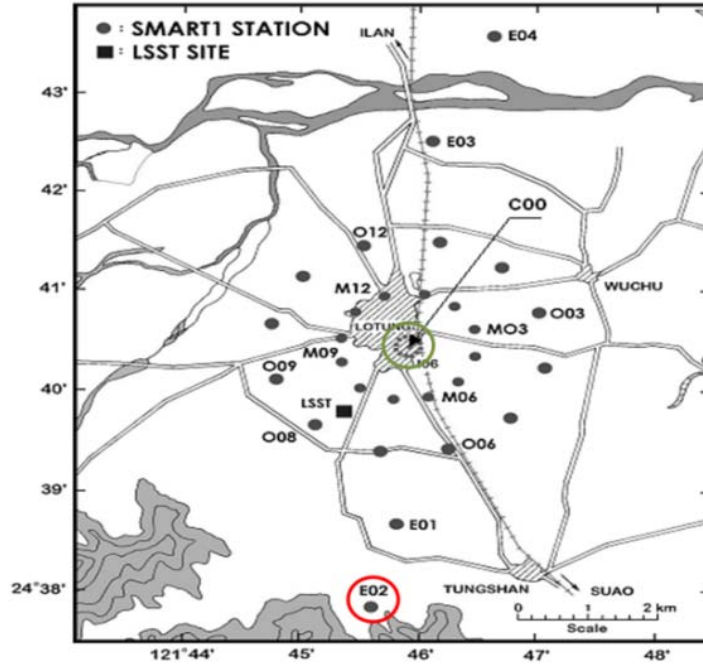 ● : SMART1 STATION
■ : LSST SITE
ILAN
E04
43'
E03
42'
C00
O12
WUCHU
41'
M12
LOTUNG
MO3
O03
M09
40'
O09
M06
LSST
O08
O06
39'
E01
24°38'
E02
TUNGSHAN
SUAO
0 1 2 km
Scale
121°44'
45'
46'
47'
48'